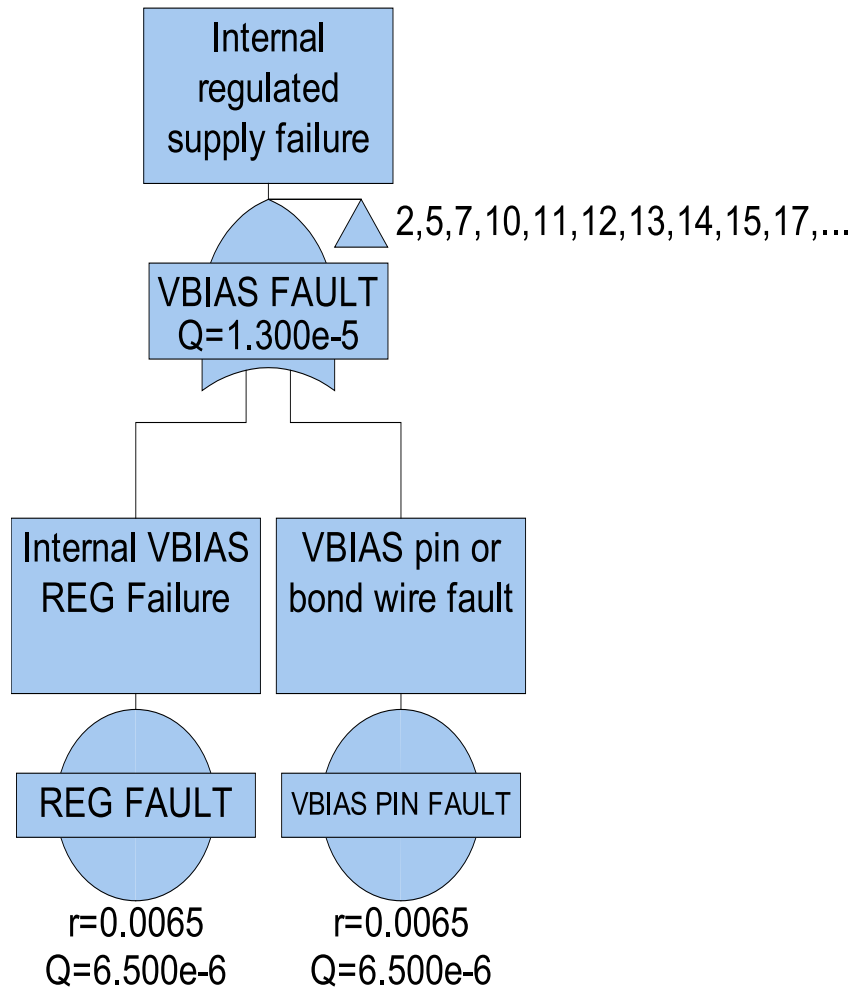 Internal
regulated
supply failure
2,5,7,10,11,12,13,14,15,17,...
VBIAS FAULT
Q=1.300e-5
Internal VBIAS
REG Failure
VBIAS pin or
bond wire fault
REG FAULT
VBIAS PIN FAULT
r=0.0065
Q=6.500e-6
r=0.0065
Q=6.500e-6